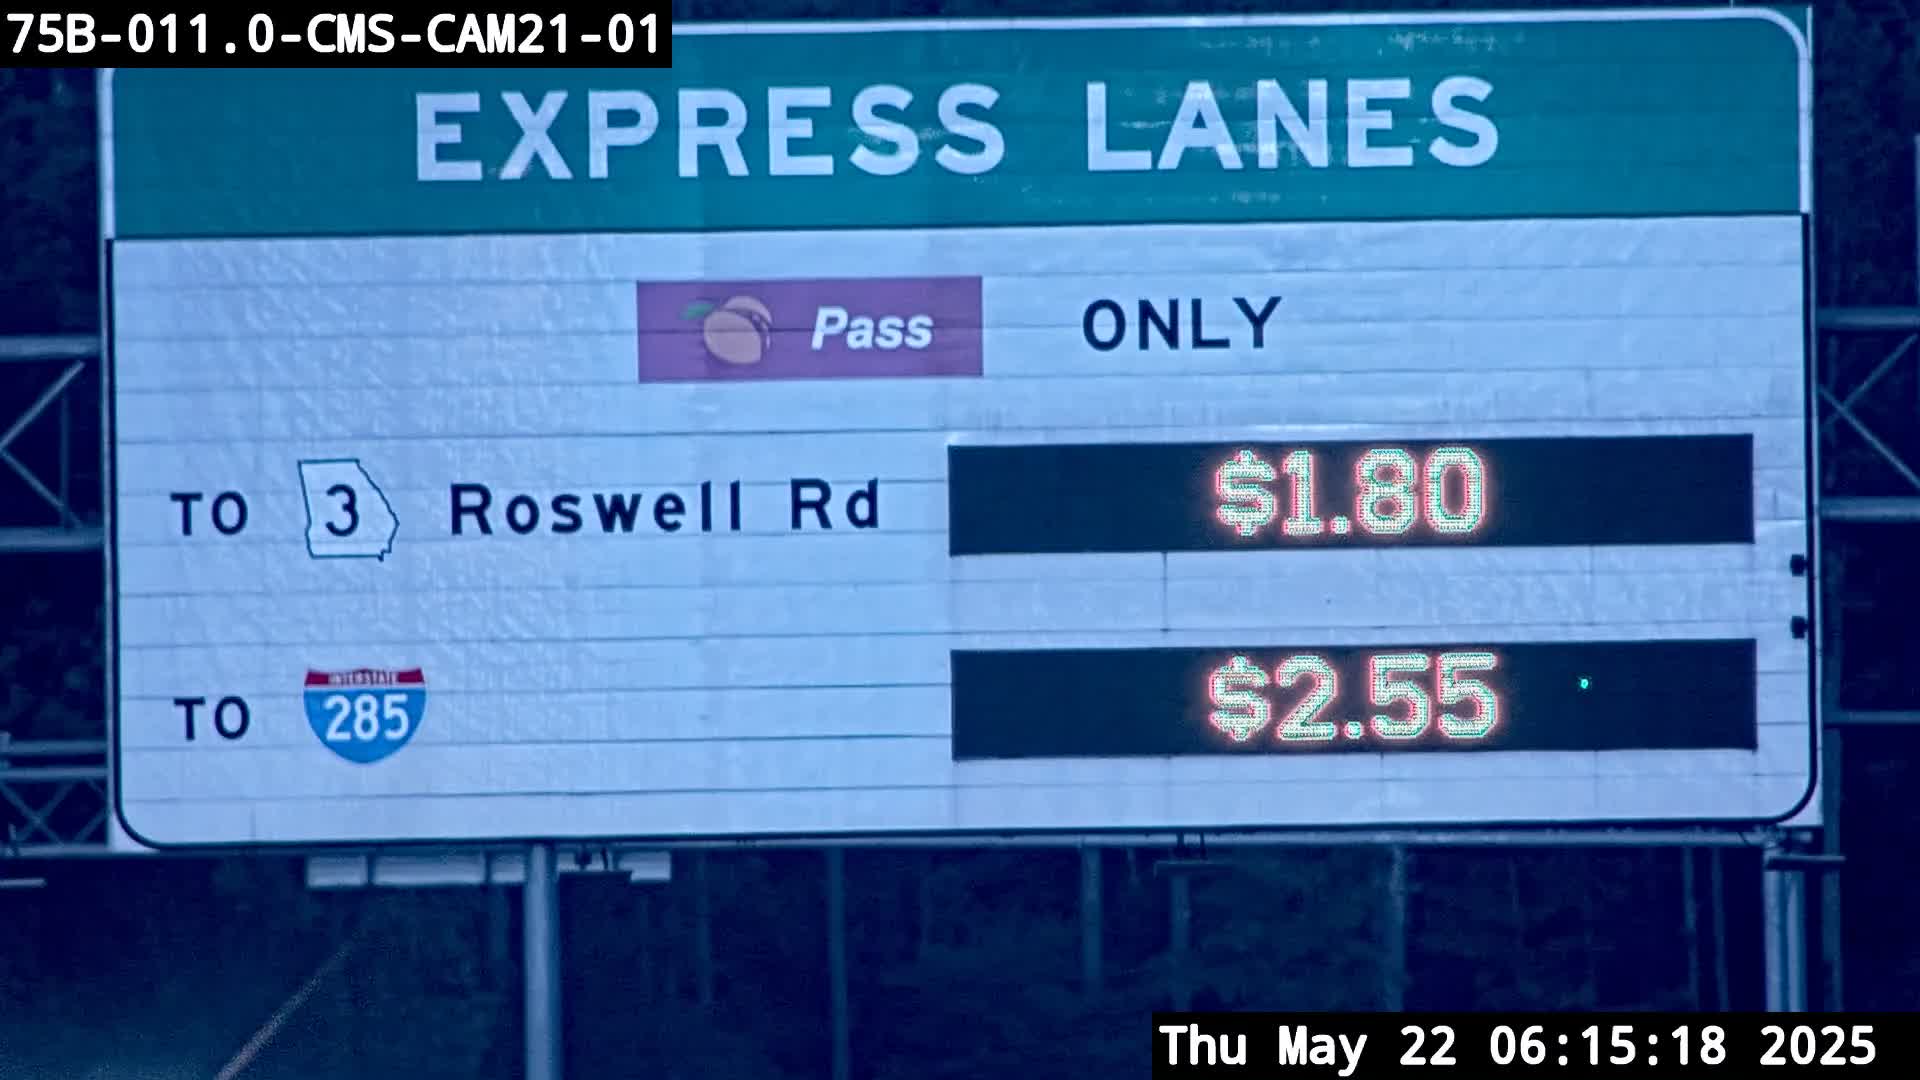 75B-011.0-CMS-CAM21-01
EXPRESS LANES
Pass ONLY
TO 3 Roswell Rd $1.80
INTERSTATE
TO 285 $2.55
Thu May 22 06:15:18 2025